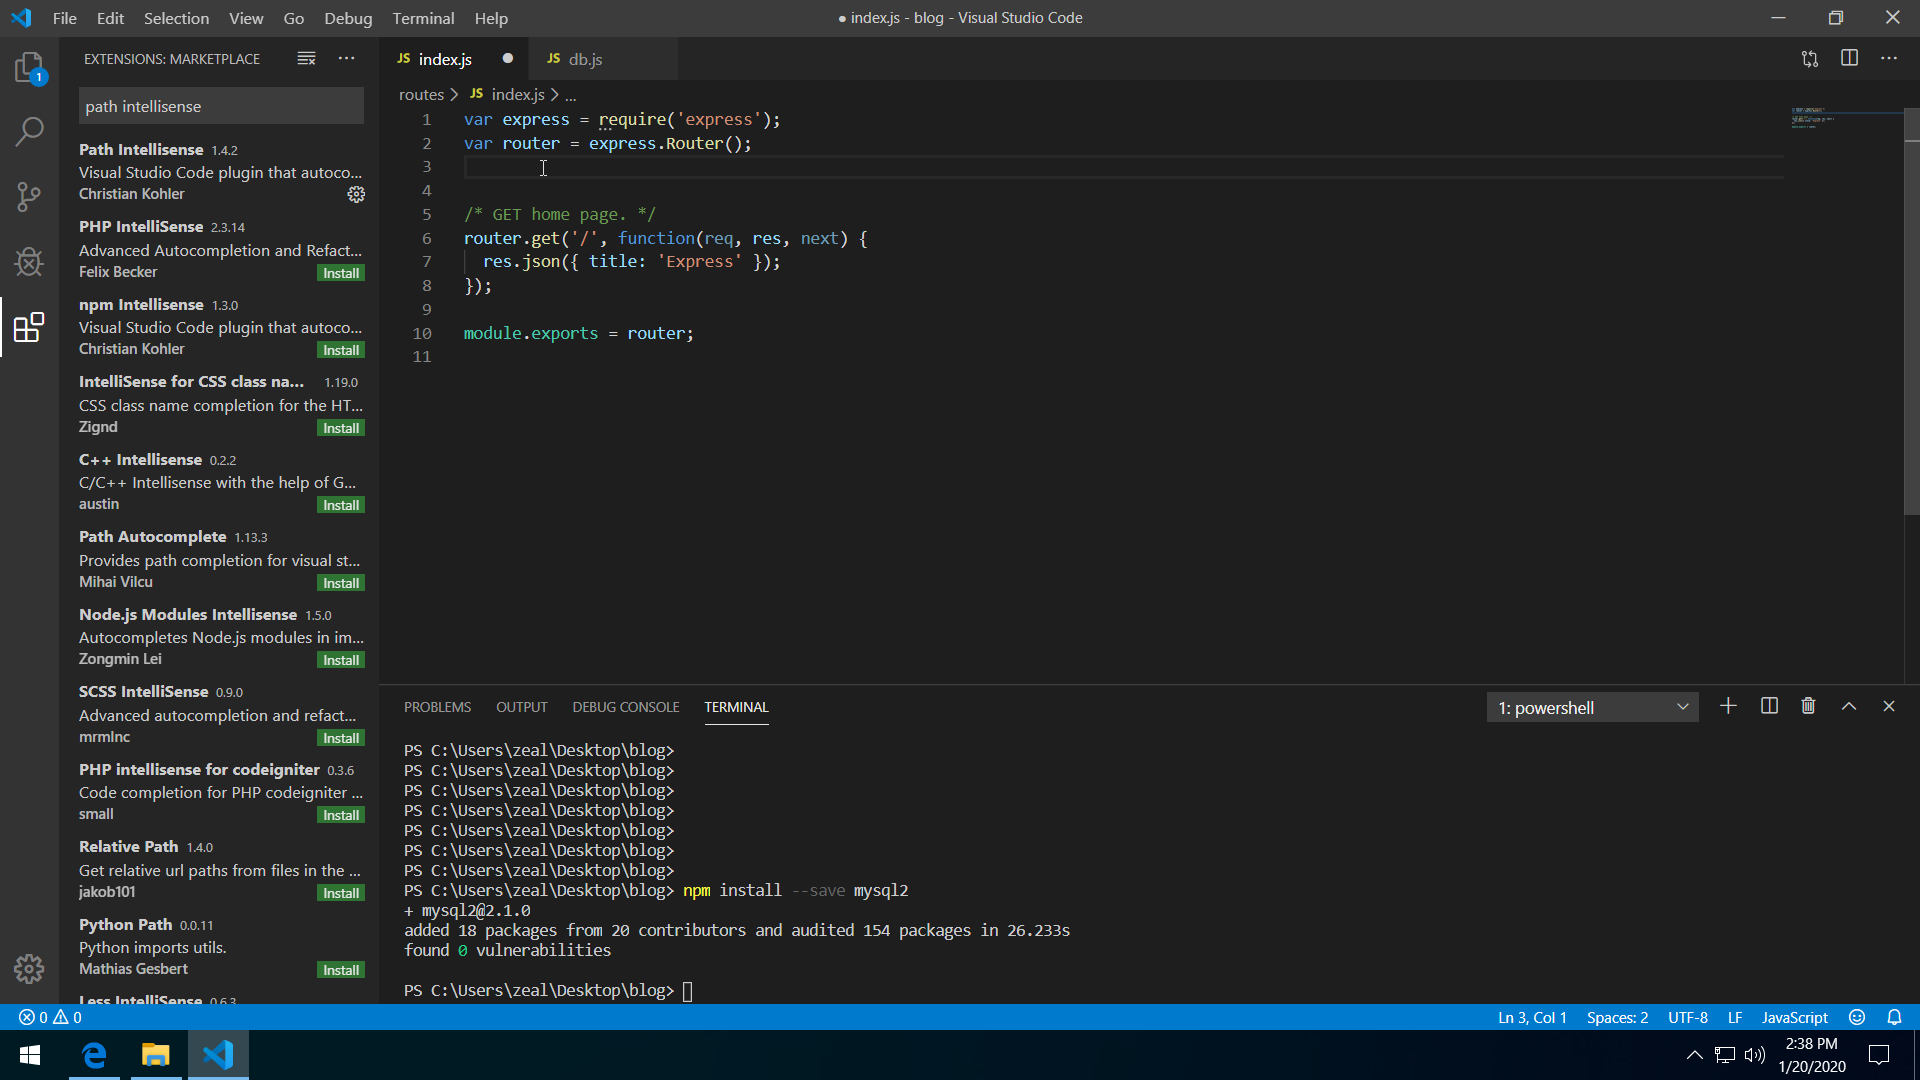 File Edit Selection View Go Debug Terminal Help
● index.js - blog - Visual Studio Code
EXTENSIONS: MARKETPLACE
1
path intellisense
Path Intellisense 1.4.2
Visual Studio Code plugin that autoco...
Christian Kohler
PHP IntelliSense 2.3.14
Advanced Autocompletion and Refact...
Felix Becker Install
npm Intellisense 1.3.0
Visual Studio Code plugin that autoco...
Christian Kohler Install
IntelliSense for CSS class na... 1.19.0
CSS class name completion for the HT...
Zignd Install
C++ Intellisense 0.2.2
C/C++ Intellisense with the help of G...
austin Install
Path Autocomplete 1.13.3
Provides path completion for visual st...
Mihai Vilcu Install
Node.js Modules Intellisense 1.5.0
Autocompletes Node.js modules in im...
Zongmin Lei Install
SCSS IntelliSense 0.9.0
Advanced autocompletion and refact...
mrmlnc Install
PHP intellisense for codeigniter 0.3.6
Code completion for PHP codeigniter ...
small Install
Relative Path 1.4.0
Get relative url paths from files in the ...
jakob101 Install
Python Path 0.0.11
Python imports utils.
Mathias Gesbert Install
Less IntelliSense 0.6.3
JS index.js ● JS db.js
routes > JS index.js > ...
1 var express = require('express');
2 var router = express.Router();
3
4
5 /* GET home page. */
6 router.get('/', function(req, res, next) {
7 res.json({ title: 'Express' });
8 });
9
10 module.exports = router;
11
PROBLEMS OUTPUT DEBUG CONSOLE TERMINAL
1: powershell
PS C:\Users\zeal\Desktop\blog>
PS C:\Users\zeal\Desktop\blog>
PS C:\Users\zeal\Desktop\blog>
PS C:\Users\zeal\Desktop\blog>
PS C:\Users\zeal\Desktop\blog>
PS C:\Users\zeal\Desktop\blog>
PS C:\Users\zeal\Desktop\blog>
PS C:\Users\zeal\Desktop\blog> npm install --save mysql2
+ mysql2@2.1.0
added 18 packages from 20 contributors and audited 154 packages in 26.233s
found 0 vulnerabilities
PS C:\Users\zeal\Desktop\blog>
0 0
Ln 3, Col 1 Spaces: 2 UTF-8 LF JavaScript
2:38 PM
1/20/2020